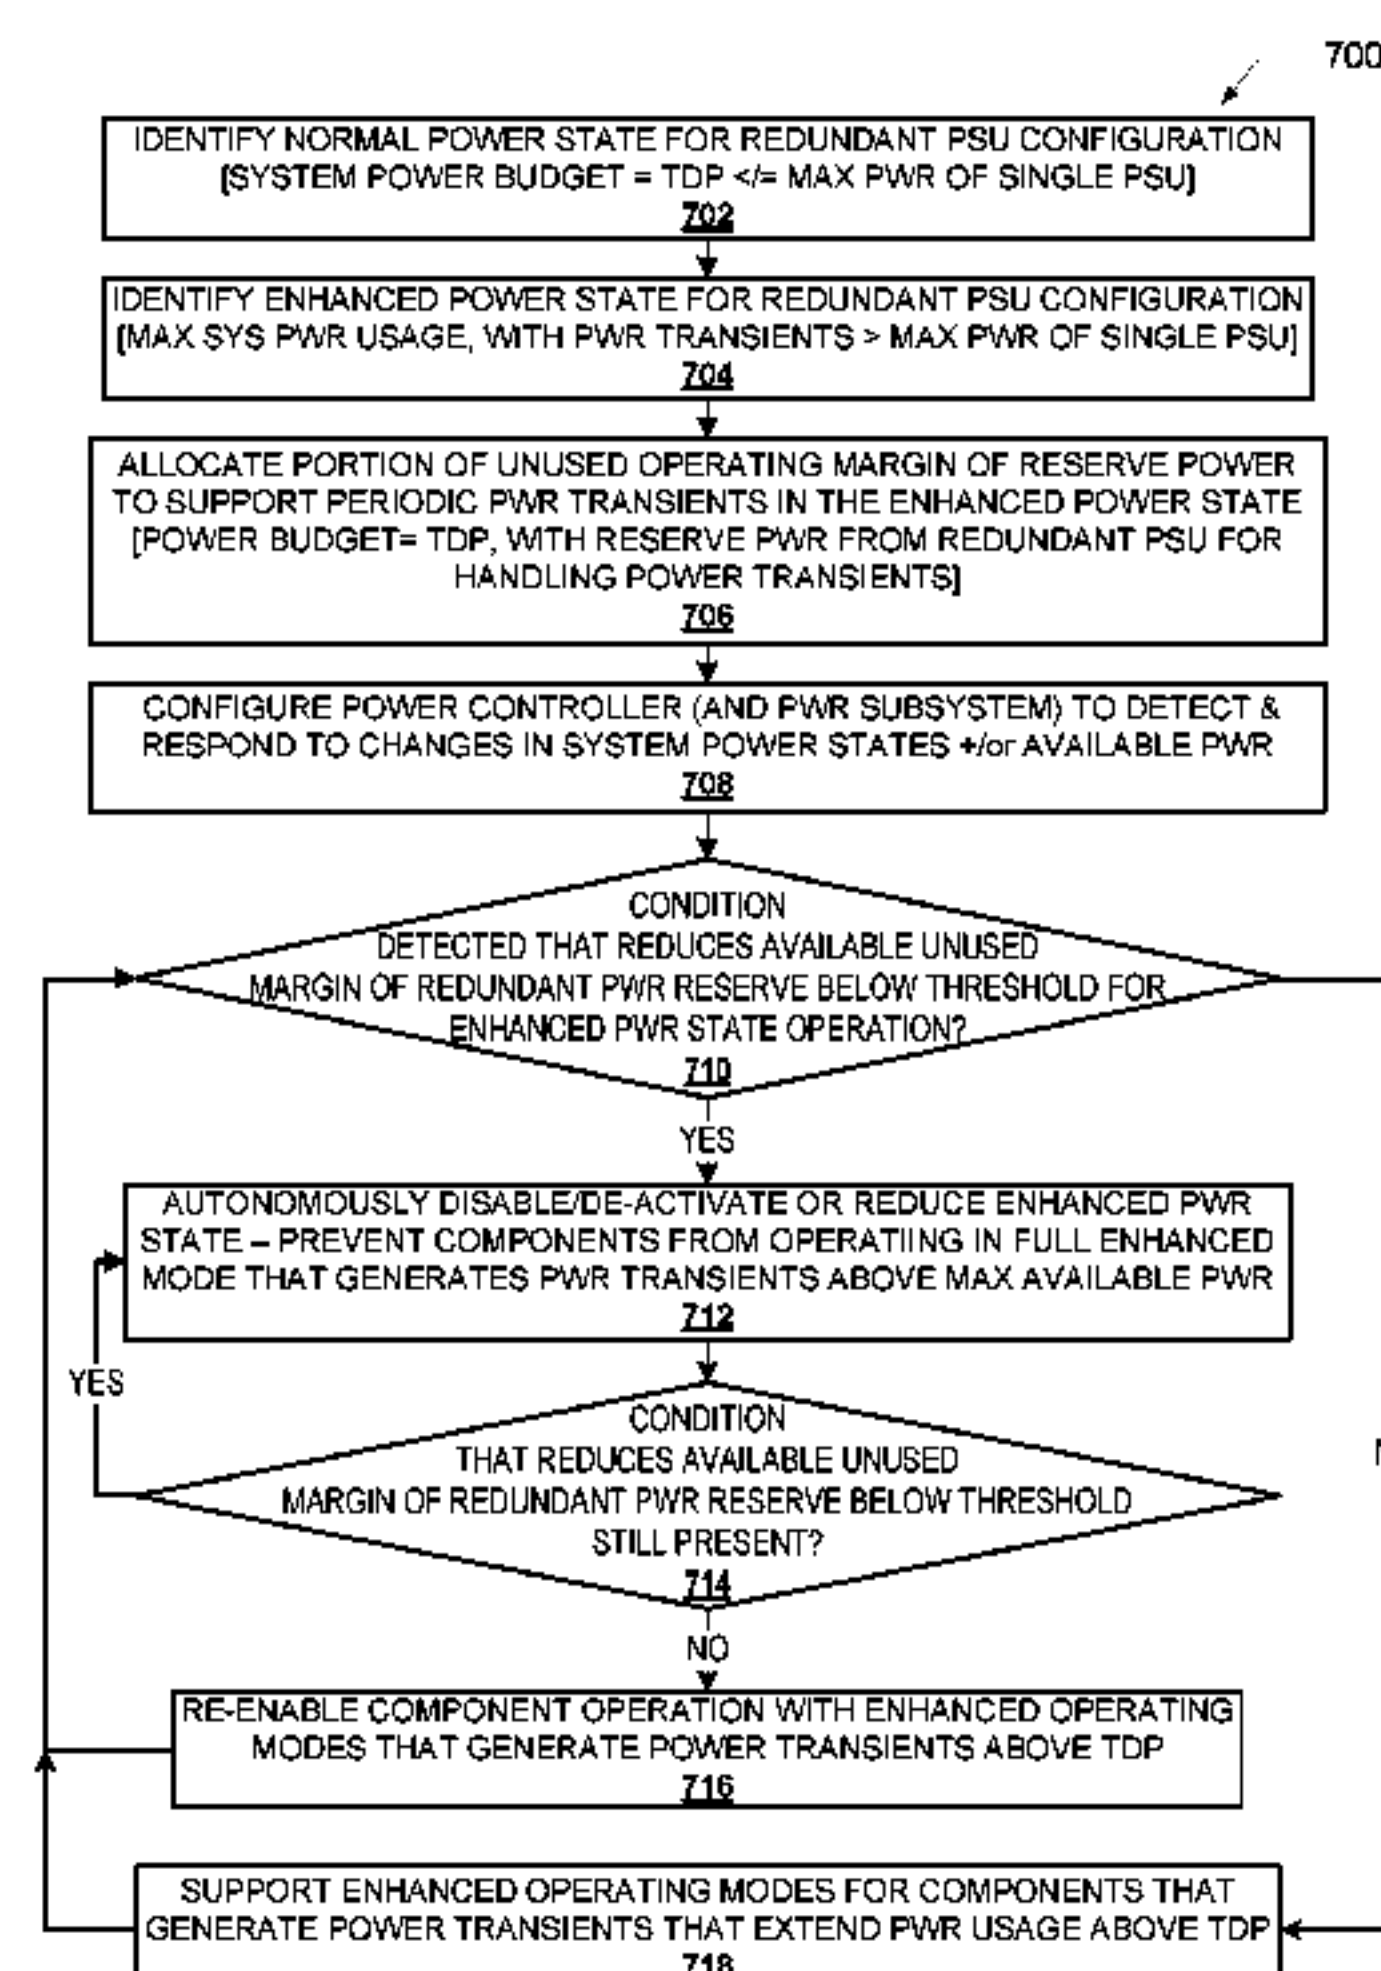 700
IDENTIFY NORMAL POWER STATE FOR REDUNDANT PSU CONFIGURATION
[SYSTEM POWER BUDGET = TDP </= MAX PWR OF SINGLE PSU]
702
IDENTIFY ENHANCED POWER STATE FOR REDUNDANT PSU CONFIGURATION
[MAX SYS PWR USAGE, WITH PWR TRANSIENTS > MAX PWR OF SINGLE PSU]
704
ALLOCATE PORTION OF UNUSED OPERATING MARGIN OF RESERVE POWER
TO SUPPORT PERIODIC PWR TRANSIENTS IN THE ENHANCED POWER STATE
[POWER BUDGET= TDP, WITH RESERVE PWR FROM REDUNDANT PSU FOR
HANDLING POWER TRANSIENTS]
706
CONFIGURE POWER CONTROLLER (AND PWR SUBSYSTEM) TO DETECT &
RESPOND TO CHANGES IN SYSTEM POWER STATES +/or AVAILABLE PWR
708
CONDITION
DETECTED THAT REDUCES AVAILABLE UNUSED
MARGIN OF REDUNDANT PWR RESERVE BELOW THRESHOLD FOR
ENHANCED PWR STATE OPERATION?
710
YES
AUTONOMOUSLY DISABLE/DE-ACTIVATE OR REDUCE ENHANCED PWR
STATE – PREVENT COMPONENTS FROM OPERATIING IN FULL ENHANCED
MODE THAT GENERATES PWR TRANSIENTS ABOVE MAX AVAILABLE PWR
712
YES
CONDITION
THAT REDUCES AVAILABLE UNUSED
MARGIN OF REDUNDANT PWR RESERVE BELOW THRESHOLD
STILL PRESENT?
714
NO
RE-ENABLE COMPONENT OPERATION WITH ENHANCED OPERATING
MODES THAT GENERATE POWER TRANSIENTS ABOVE TDP
716
SUPPORT ENHANCED OPERATING MODES FOR COMPONENTS THAT
GENERATE POWER TRANSIENTS THAT EXTEND PWR USAGE ABOVE TDP
718